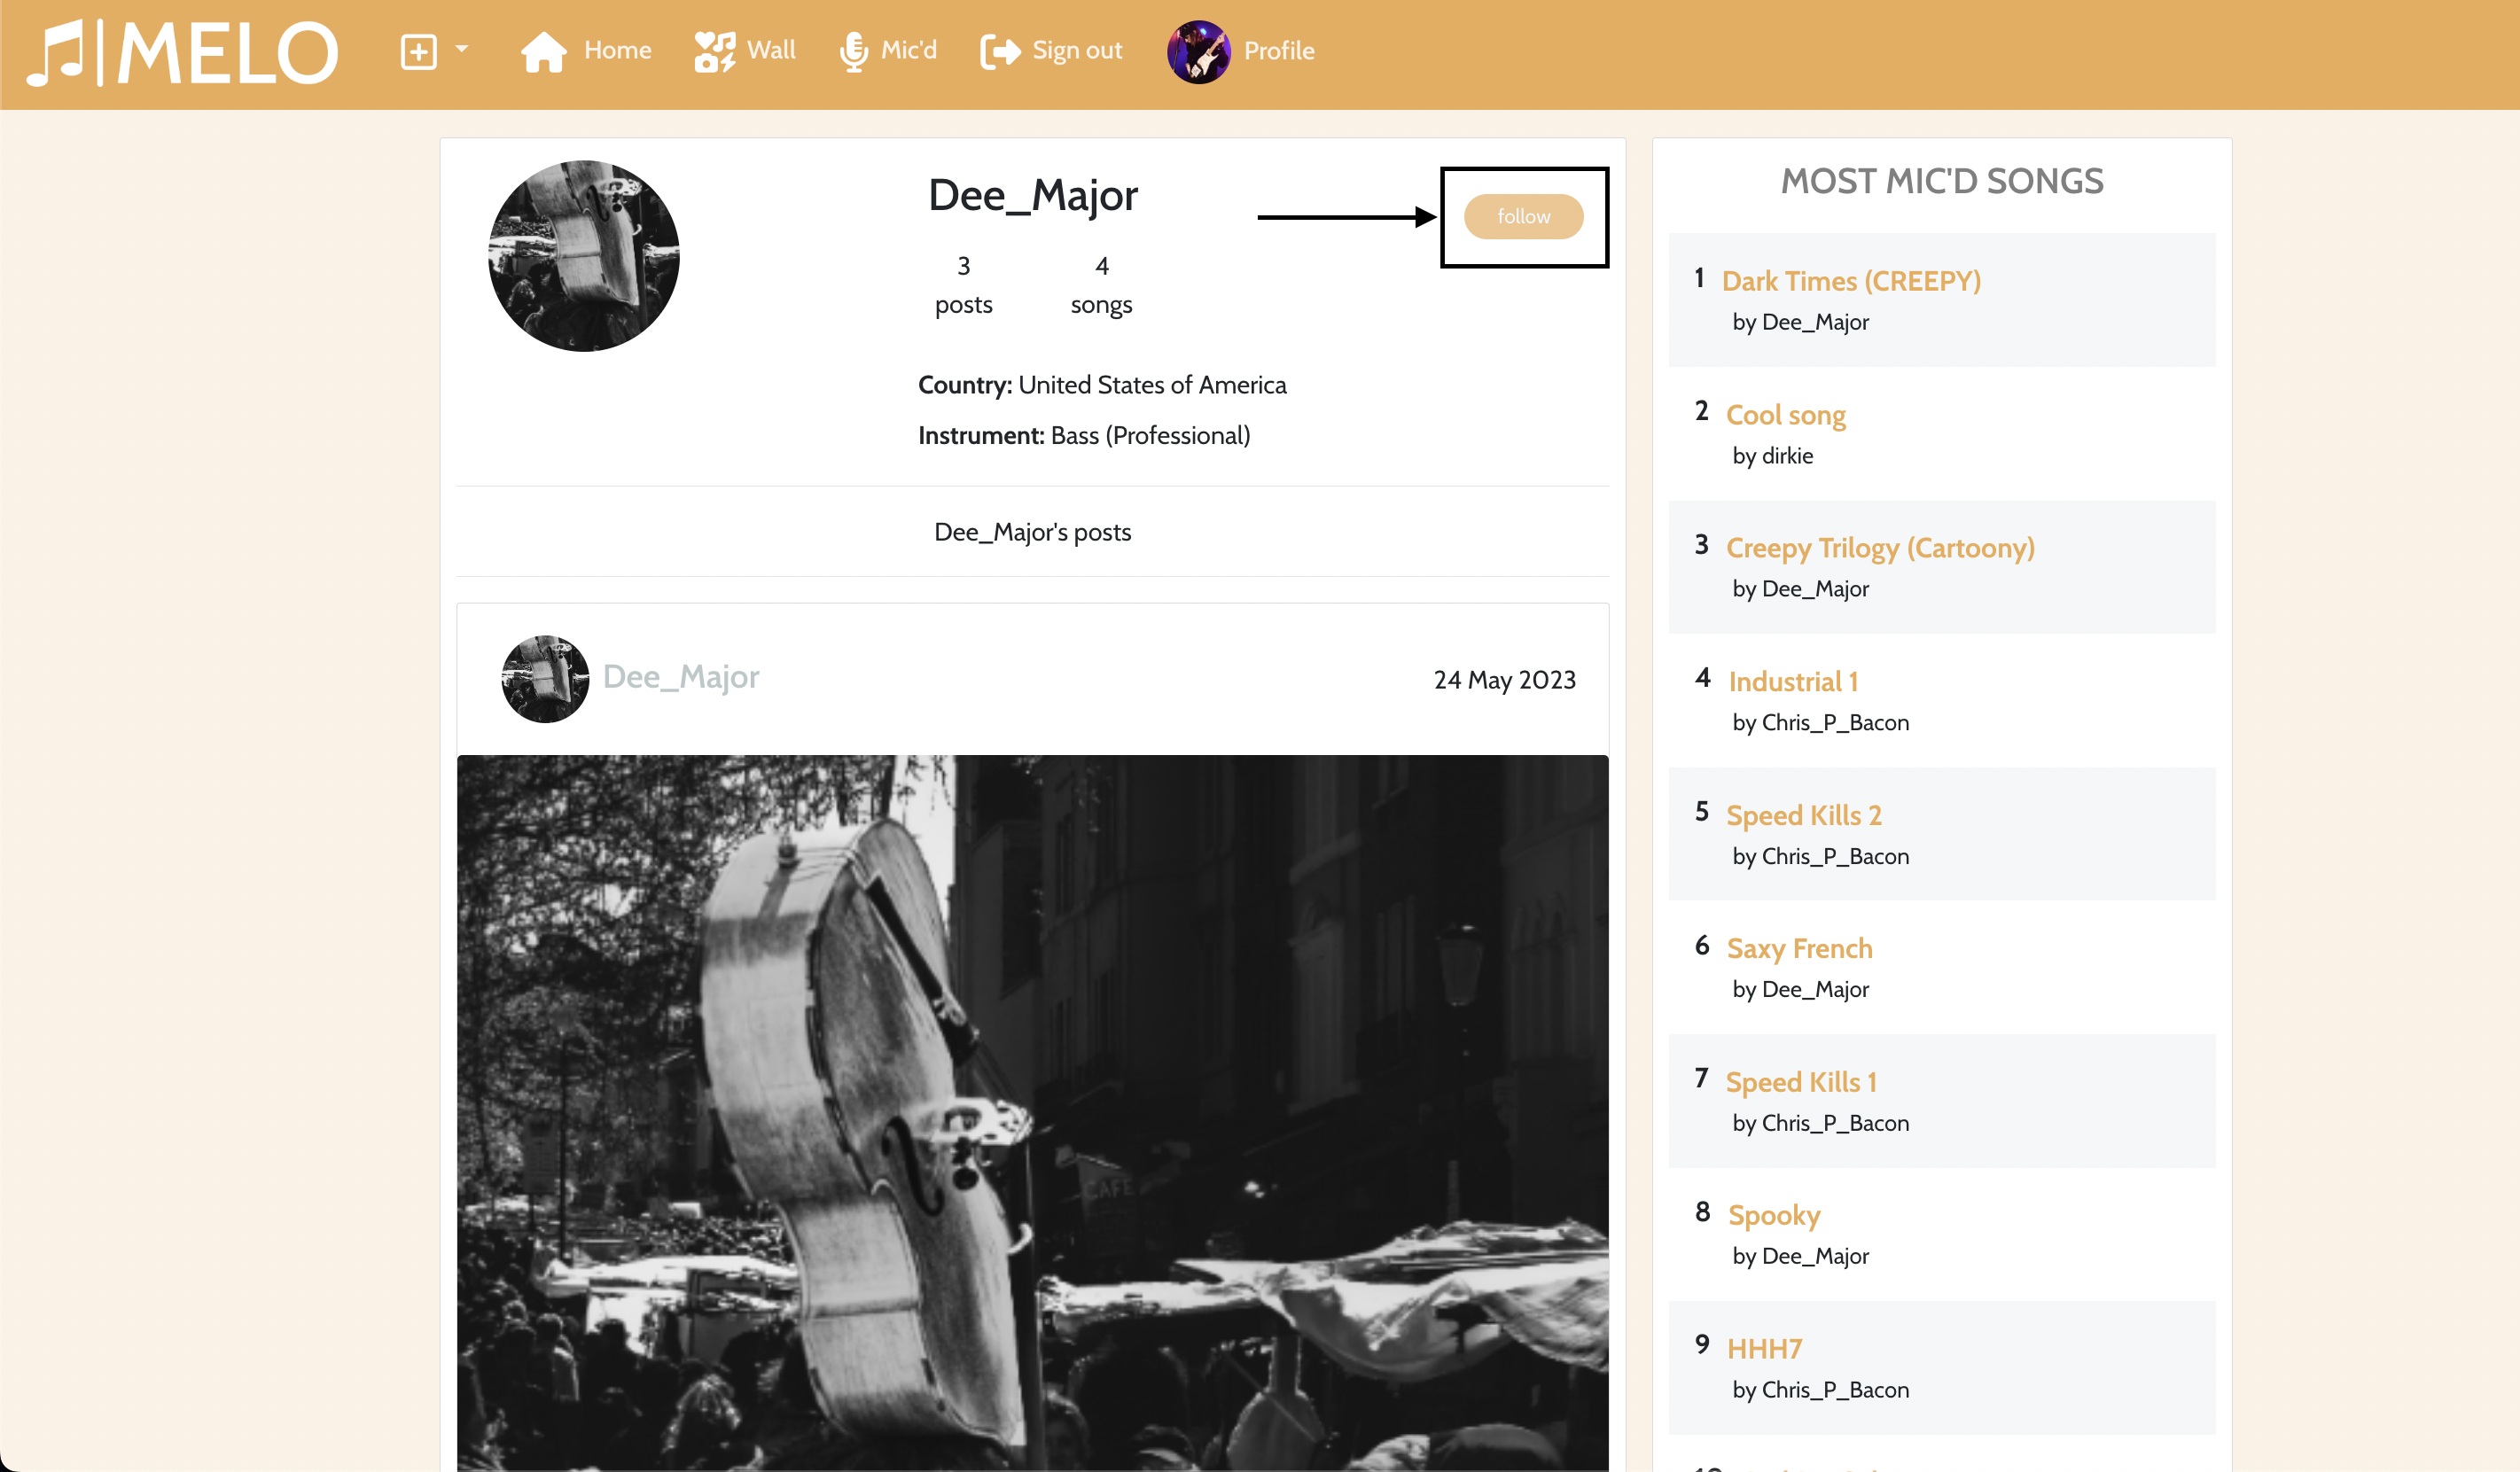 MELO
Home
Wall
Mic'd
Sign out
Profile
Dee_Major
follow
3
posts
4
songs
Country: United States of America
Instrument: Bass (Professional)
Dee_Major's posts
Dee_Major
24 May 2023
CAFE
MOST MIC'D SONGS
1 Dark Times (CREEPY)
by Dee_Major
2 Cool song
by dirkie
3 Creepy Trilogy (Cartoony)
by Dee_Major
4 Industrial 1
by Chris_P_Bacon
5 Speed Kills 2
by Chris_P_Bacon
6 Saxy French
by Dee_Major
7 Speed Kills 1
by Chris_P_Bacon
8 Spooky
by Dee_Major
9 HHH7
by Chris_P_Bacon